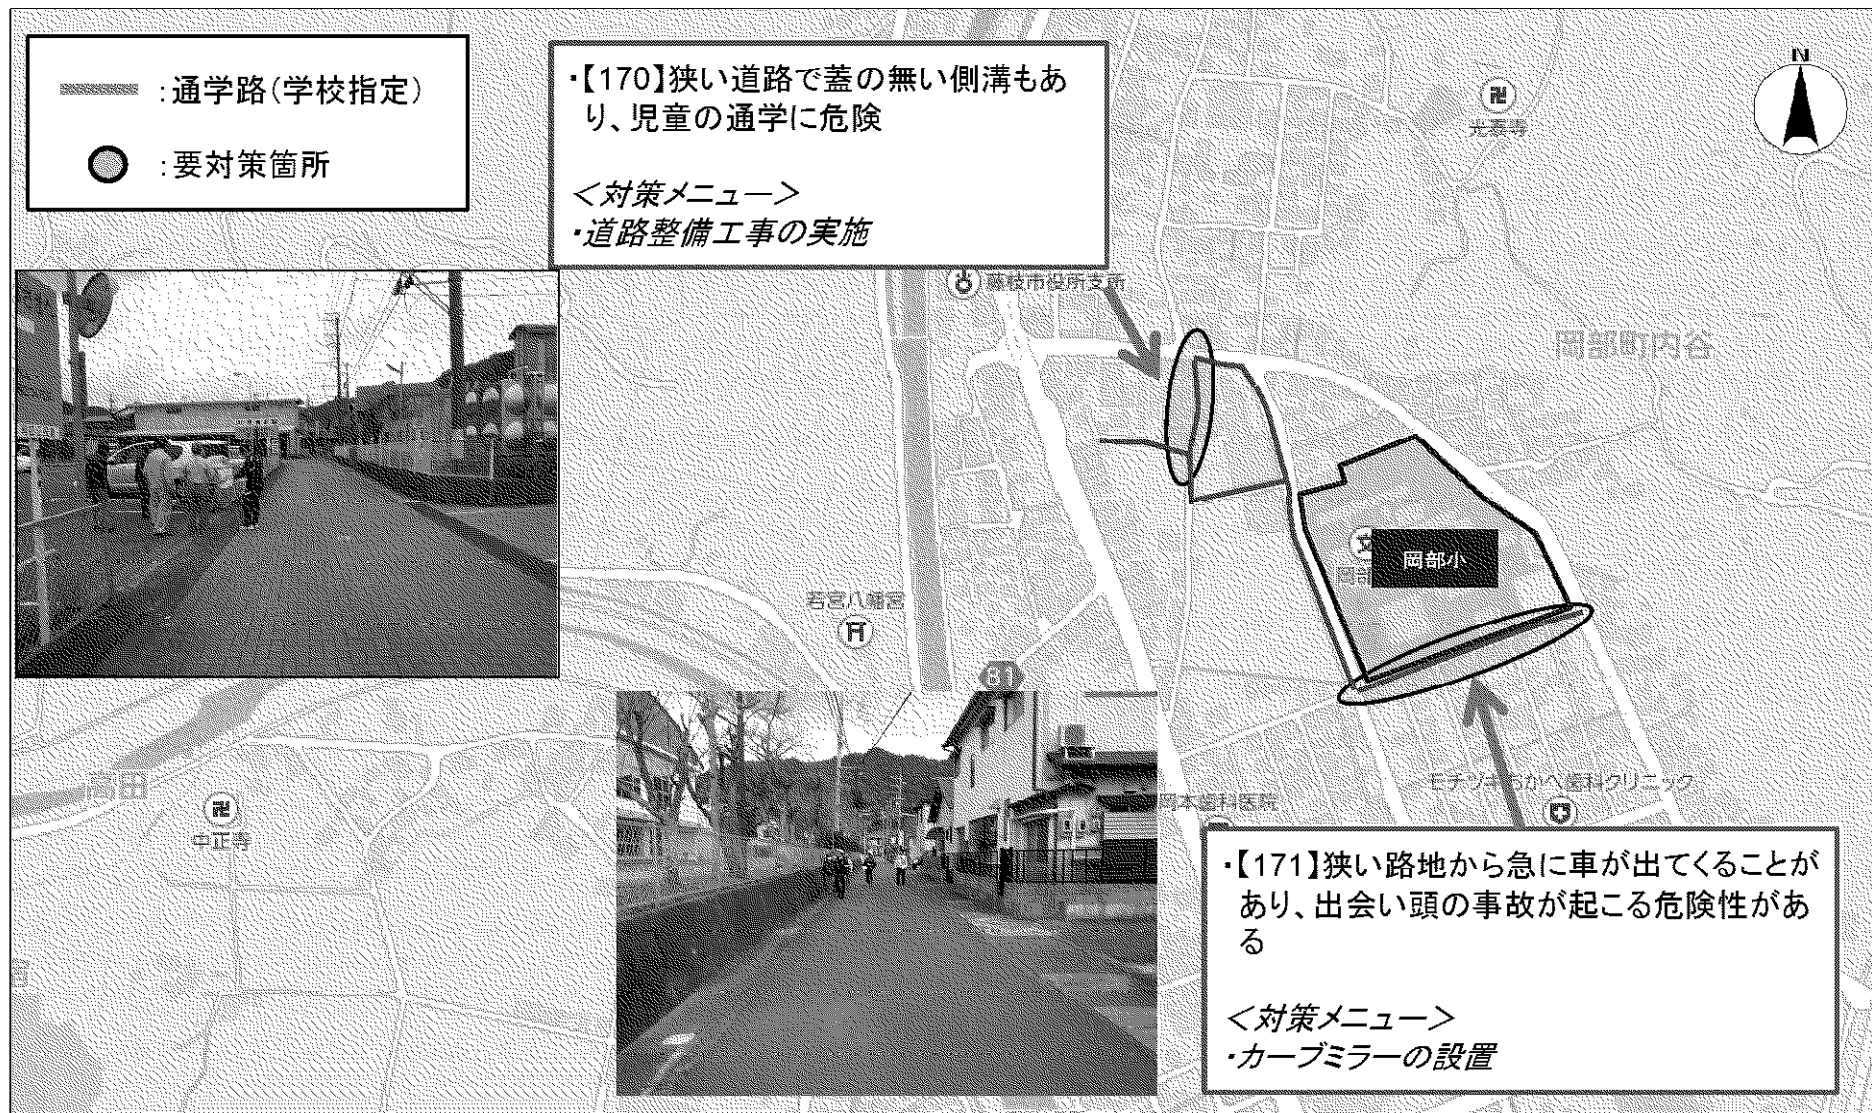 :通学路(学校指定)
:要対策箇所
・【170】狭い道路で蓋の無い側溝もあ
り、児童の通学に危険
＜対策メニュー＞
・道路整備工事の実施
N
藤枝市役所支所
岡部町内谷
岡部小
若宮八幡宮
81
高田
中正寺
岡本歯科医院
モチヅキおかべ歯科クリニック
・【171】狭い路地から急に車が出てくることが
あり、出会い頭の事故が起こる危険性があ
る
＜対策メニュー＞
・カーブミラーの設置